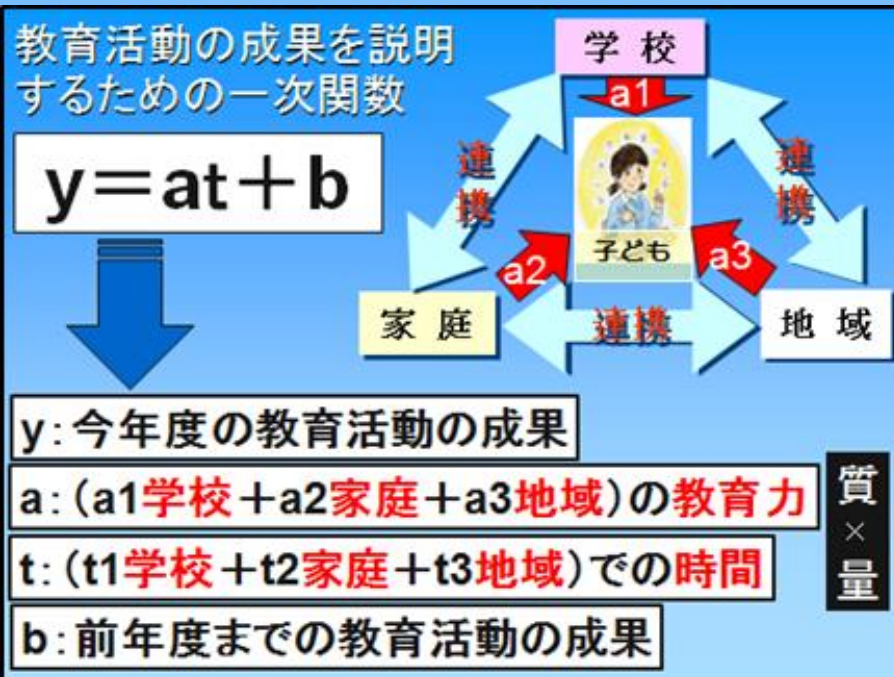 教育活動の成果を説明
するための一次関数
y＝at＋b
学校
a1
連携
連携
子ども
a2
a3
家庭
連携
地域
y：今年度の教育活動の成果
a：（a1学校＋a2家庭＋a3地域）の教育力
t：（t1学校＋t2家庭＋t3地域）での時間
b：前年度までの教育活動の成果
質
×
量